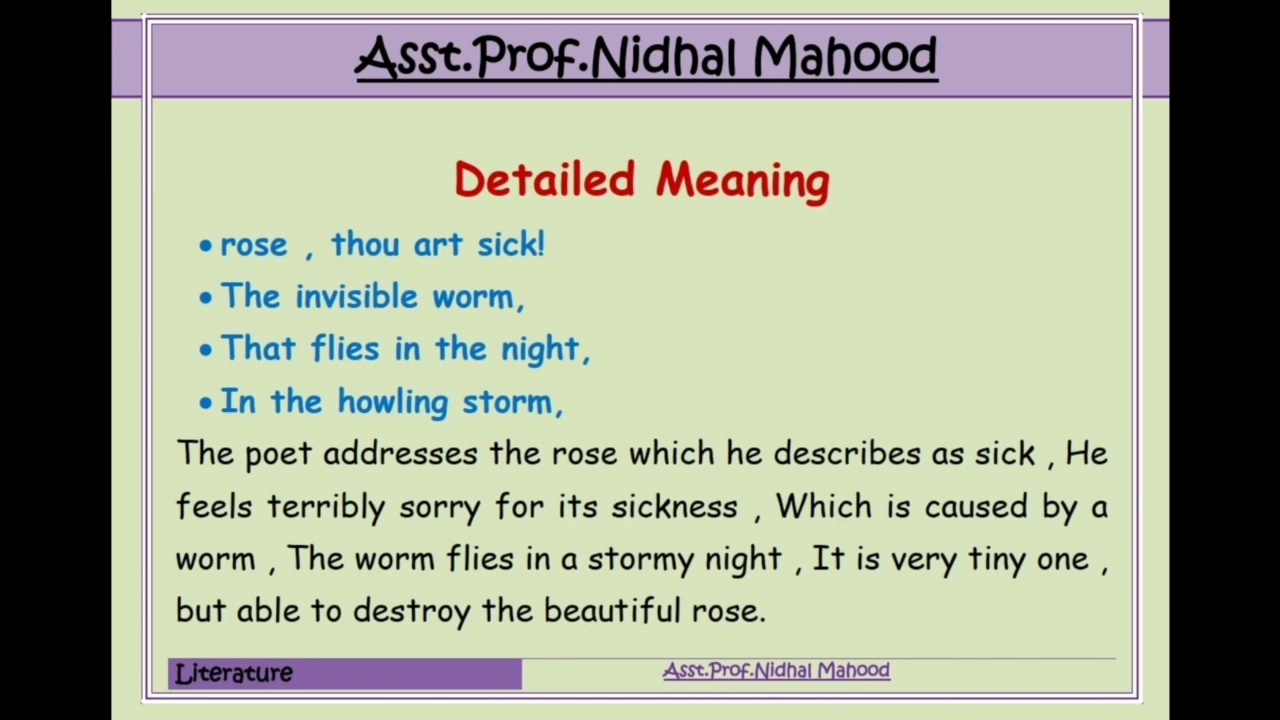 Asst.Prof.Nidhal Mahood
Detailed Meaning
• rose , thou art sick!
• The invisible worm,
• That flies in the night,
• In the howling storm,
The poet addresses the rose which he describes as sick , He
feels terribly sorry for its sickness , Which is caused by a
worm , The worm flies in a stormy night , It is very tiny one ,
but able to destroy the beautiful rose.
Literature
Asst.Prof.Nidhal Mahood